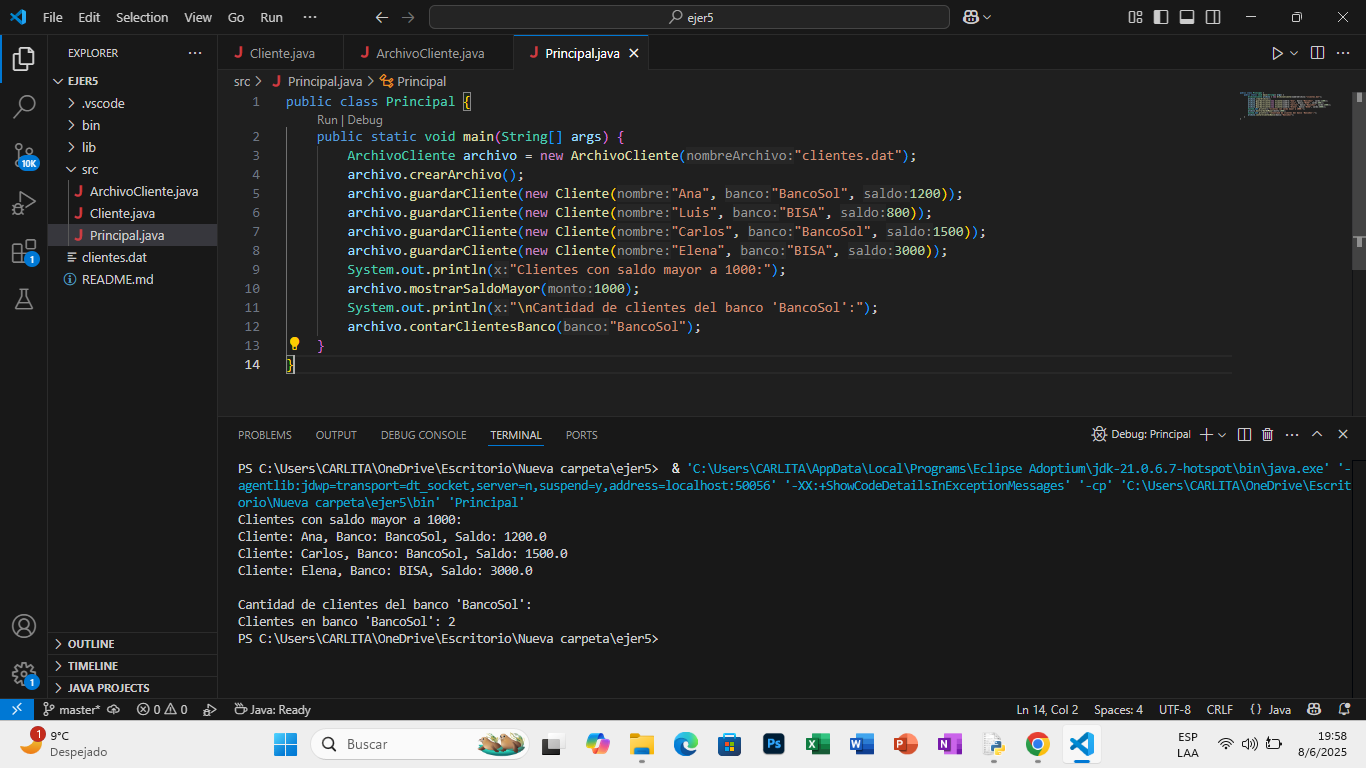 File Edit Selection View Go Run ··· ejer5
EXPLORER ···
EJER5
.vscode
bin
lib
src
ArchivoCliente.java
Cliente.java
Principal.java
clientes.dat
README.md
OUTLINE
TIMELINE
JAVA PROJECTS
10K
1
1
Cliente.java ArchivoCliente.java Principal.java
src > Principal.java > Principal
1 public class Principal {
Run | Debug
2 public static void main(String[] args) {
3 ArchivoCliente archivo = new ArchivoCliente(nombreArchivo:"clientes.dat");
4 archivo.crearArchivo();
5 archivo.guardarCliente(new Cliente(nombre:"Ana", banco:"BancoSol", saldo:1200));
6 archivo.guardarCliente(new Cliente(nombre:"Luis", banco:"BISA", saldo:800));
7 archivo.guardarCliente(new Cliente(nombre:"Carlos", banco:"BancoSol", saldo:1500));
8 archivo.guardarCliente(new Cliente(nombre:"Elena", banco:"BISA", saldo:3000));
9 System.out.println(x:"Clientes con saldo mayor a 1000:");
10 archivo.mostrarSaldoMayor(monto:1000);
11 System.out.println(x:"\nCantidad de clientes del banco 'BancoSol':");
12 archivo.contarClientesBanco(banco:"BancoSol");
13 }
14 }
PROBLEMS OUTPUT DEBUG CONSOLE TERMINAL PORTS Debug: Principal
PS C:\Users\CARLITA\OneDrive\Escritorio\Nueva carpeta\ejer5> & 'C:\Users\CARLITA\AppData\Local\Programs\Eclipse Adoptium\jdk-21.0.6.7-hotspot\bin\java.exe' '-
agentlib:jdwp=transport=dt_socket,server=n,suspend=y,address=localhost:50056' '-XX:+ShowCodeDetailsInExceptionMessages' '-cp' 'C:\Users\CARLITA\OneDrive\Escrit
orio\Nueva carpeta\ejer5\bin' 'Principal'
Clientes con saldo mayor a 1000:
Cliente: Ana, Banco: BancoSol, Saldo: 1200.0
Cliente: Carlos, Banco: BancoSol, Saldo: 1500.0
Cliente: Elena, Banco: BISA, Saldo: 3000.0
Cantidad de clientes del banco 'BancoSol':
Clientes en banco 'BancoSol': 2
PS C:\Users\CARLITA\OneDrive\Escritorio\Nueva carpeta\ejer5>
master* 0 0 Java: Ready Ln 14, Col 2 Spaces: 4 UTF-8 CRLF {} Java
1 9°C
Despejado
Buscar
Ps
ESP
LAA
19:58
8/6/2025